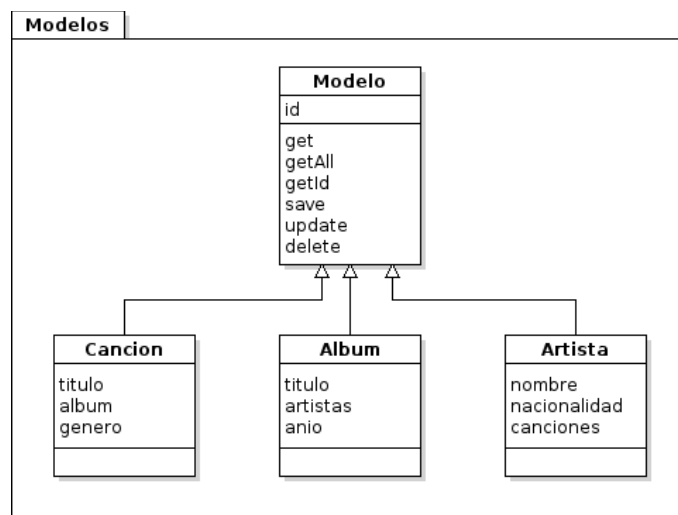 Modelos
Modelo
id
get
getAll
getId
save
update
delete
Cancion
titulo
album
genero
Album
titulo
artistas
anio
Artista
nombre
nacionalidad
canciones